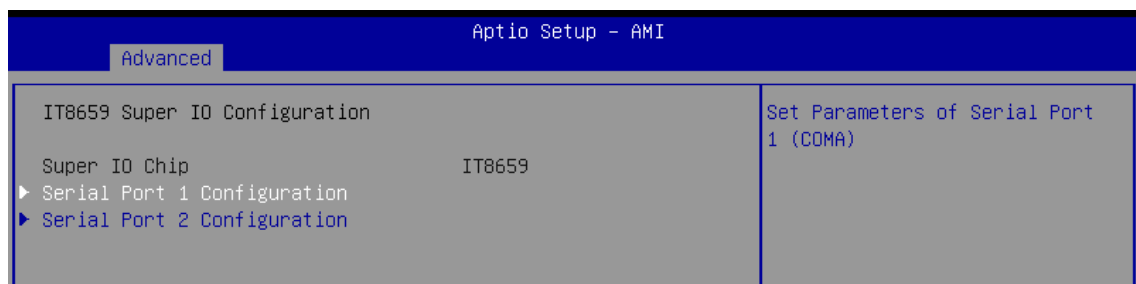 Aptio Setup – AMI
Advanced
IT8659 Super IO Configuration
Set Parameters of Serial Port
1 (COMA)
Super IO Chip IT8659
Serial Port 1 Configuration
Serial Port 2 Configuration